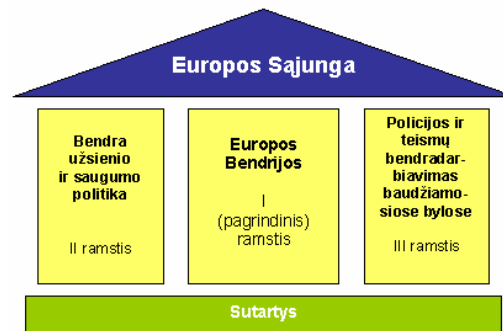 Europos Sąjunga
Bendra
užsienio
ir saugumo
politika
II ramstis
Europos
Bendrijos
I
(pagrindinis)
ramstis
Policijos ir
teismų
bendradar-
biavimas
baudžiamo-
siose bylose
III ramstis
Sutartys